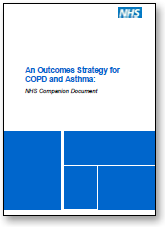 NHS
An Outcomes Strategy for
COPD and Asthma:
NHS Companion Document